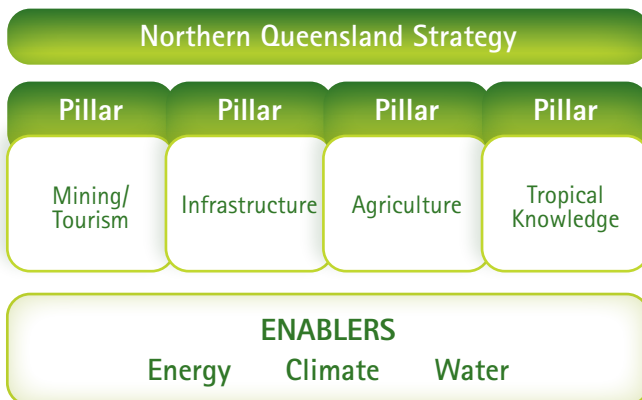 Northern Queensland Strategy
Pillar Pillar Pillar Pillar
Mining/
Tourism
Infrastructure
Agriculture
Tropical
Knowledge
ENABLERS
Energy Climate Water